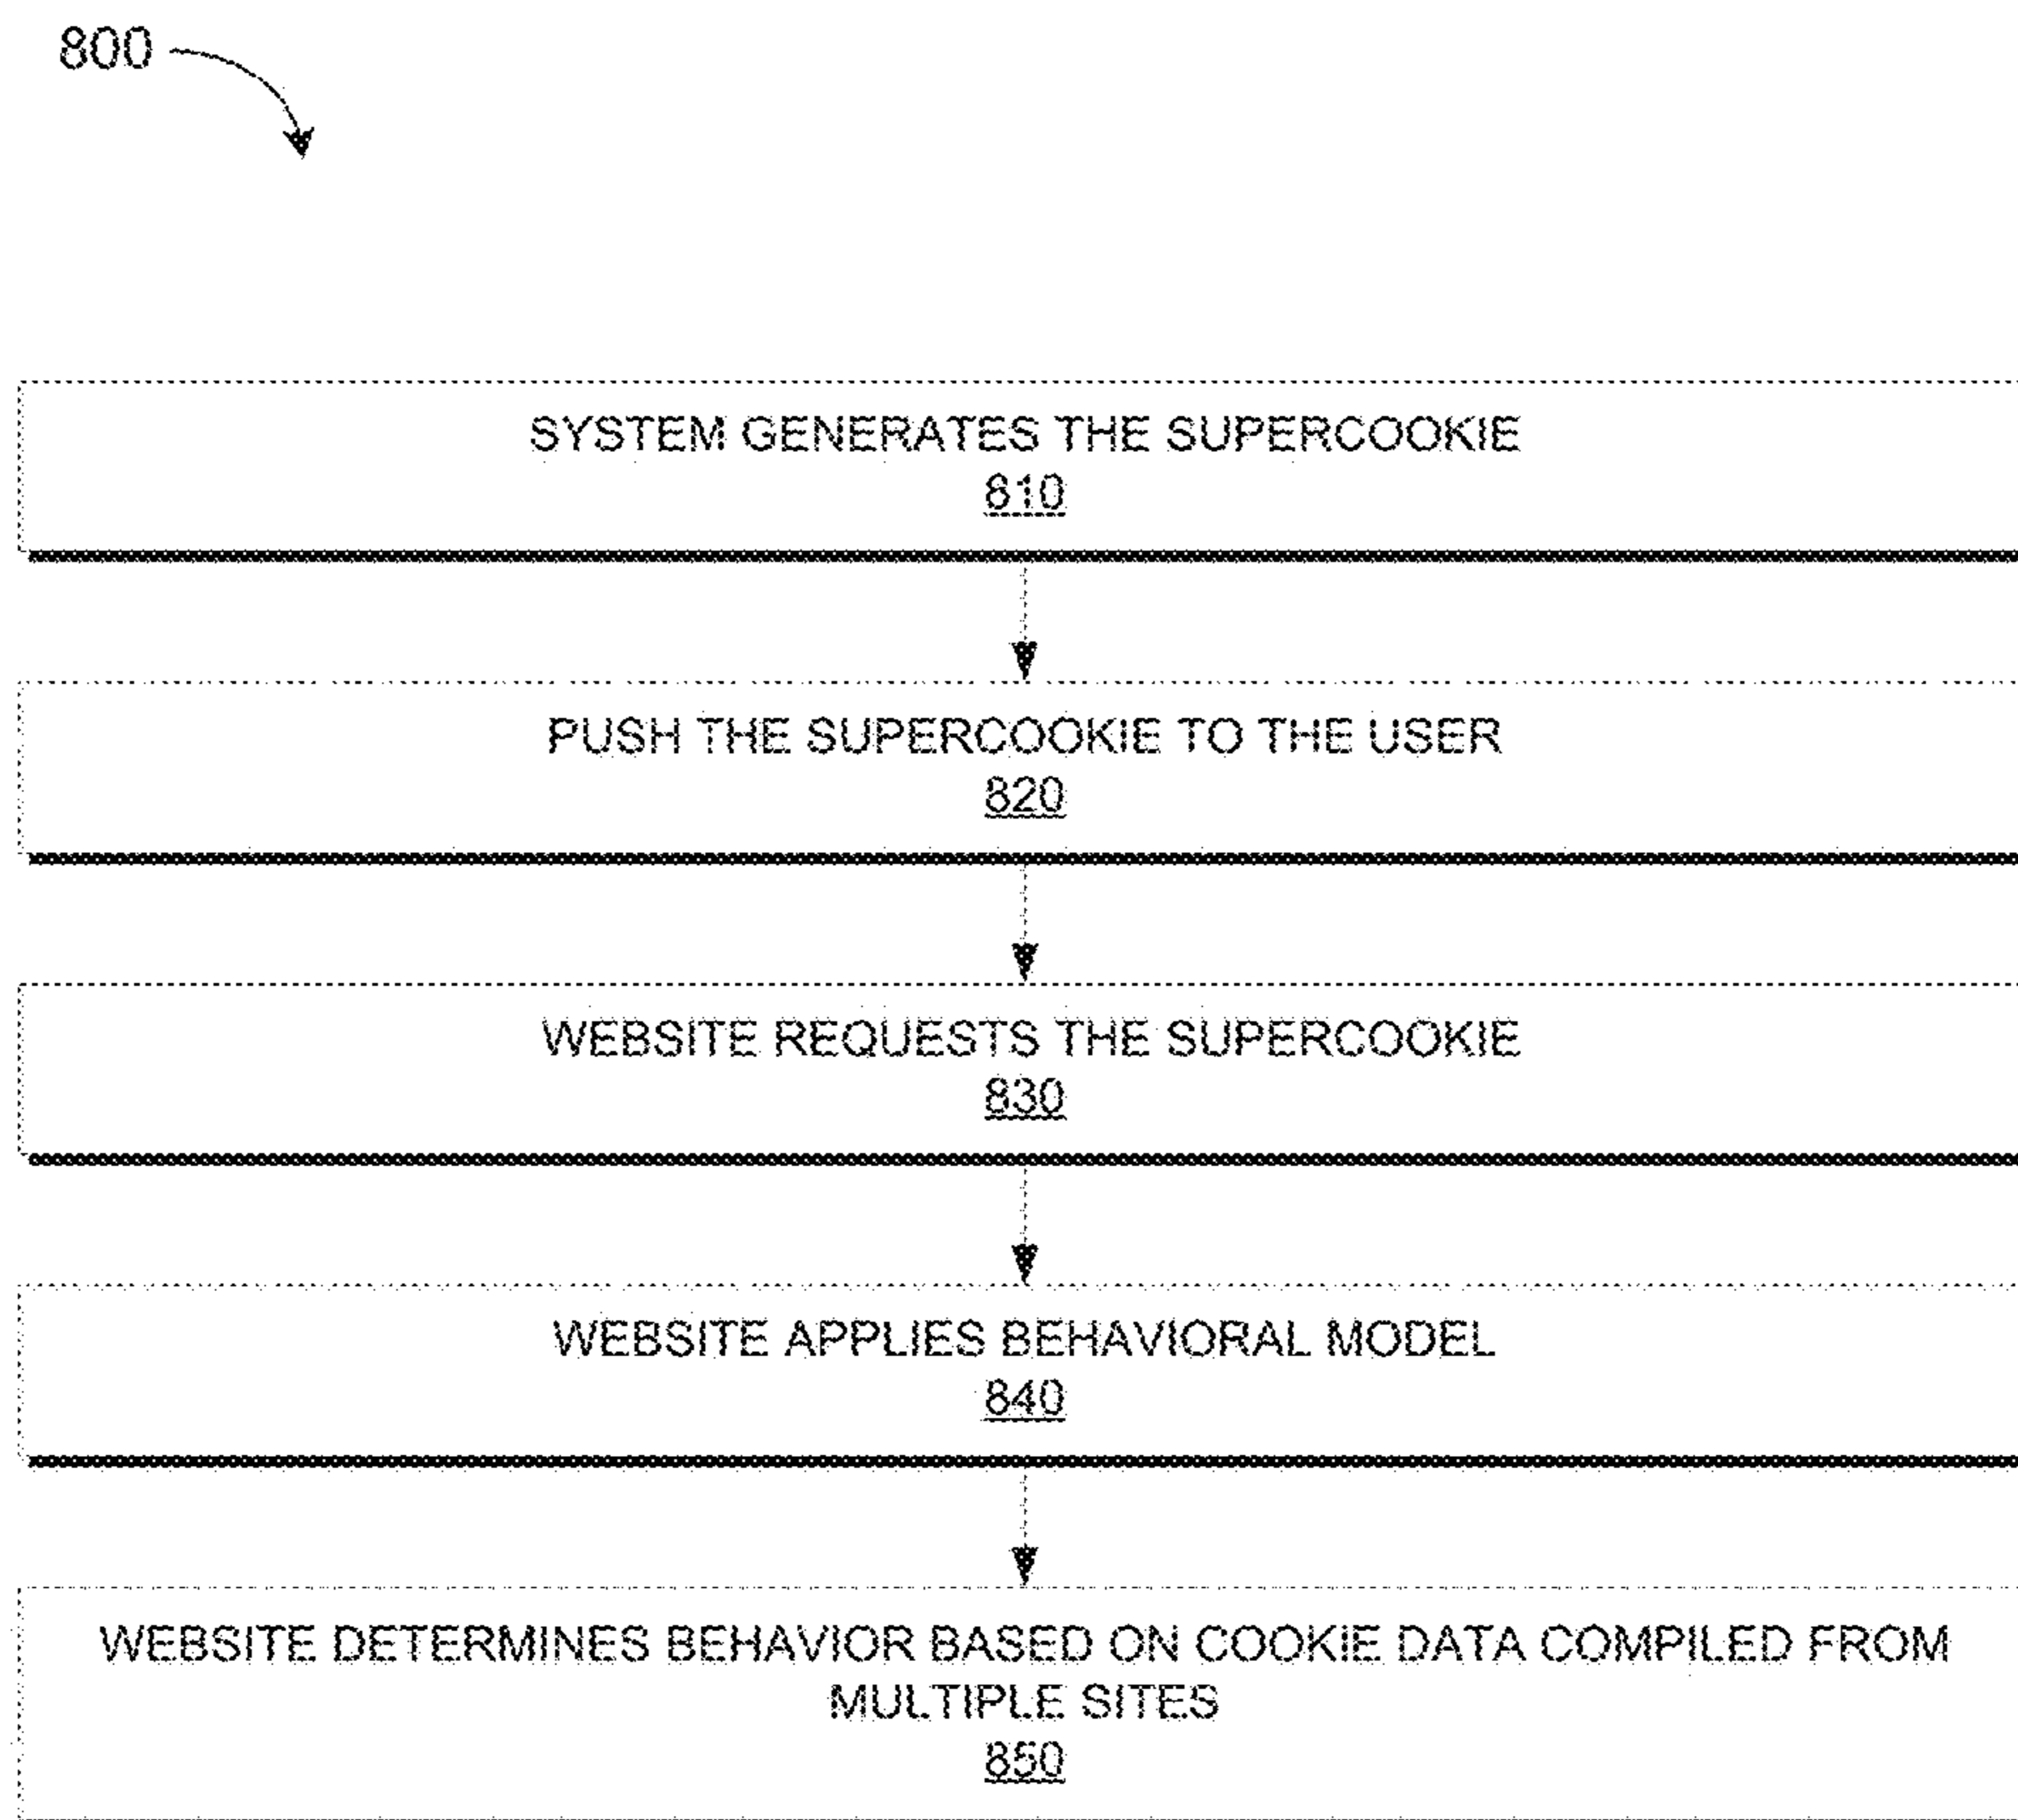 800
SYSTEM GENERATES THE SUPERCOOKIE
810
PUSH THE SUPERCOOKIE TO THE USER
820
WEBSITE REQUESTS THE SUPERCOOKIE
830
WEBSITE APPLIES BEHAVIORAL MODEL
840
WEBSITE DETERMINES BEHAVIOR BASED ON COOKIE DATA COMPILED FROM
MULTIPLE SITES
850